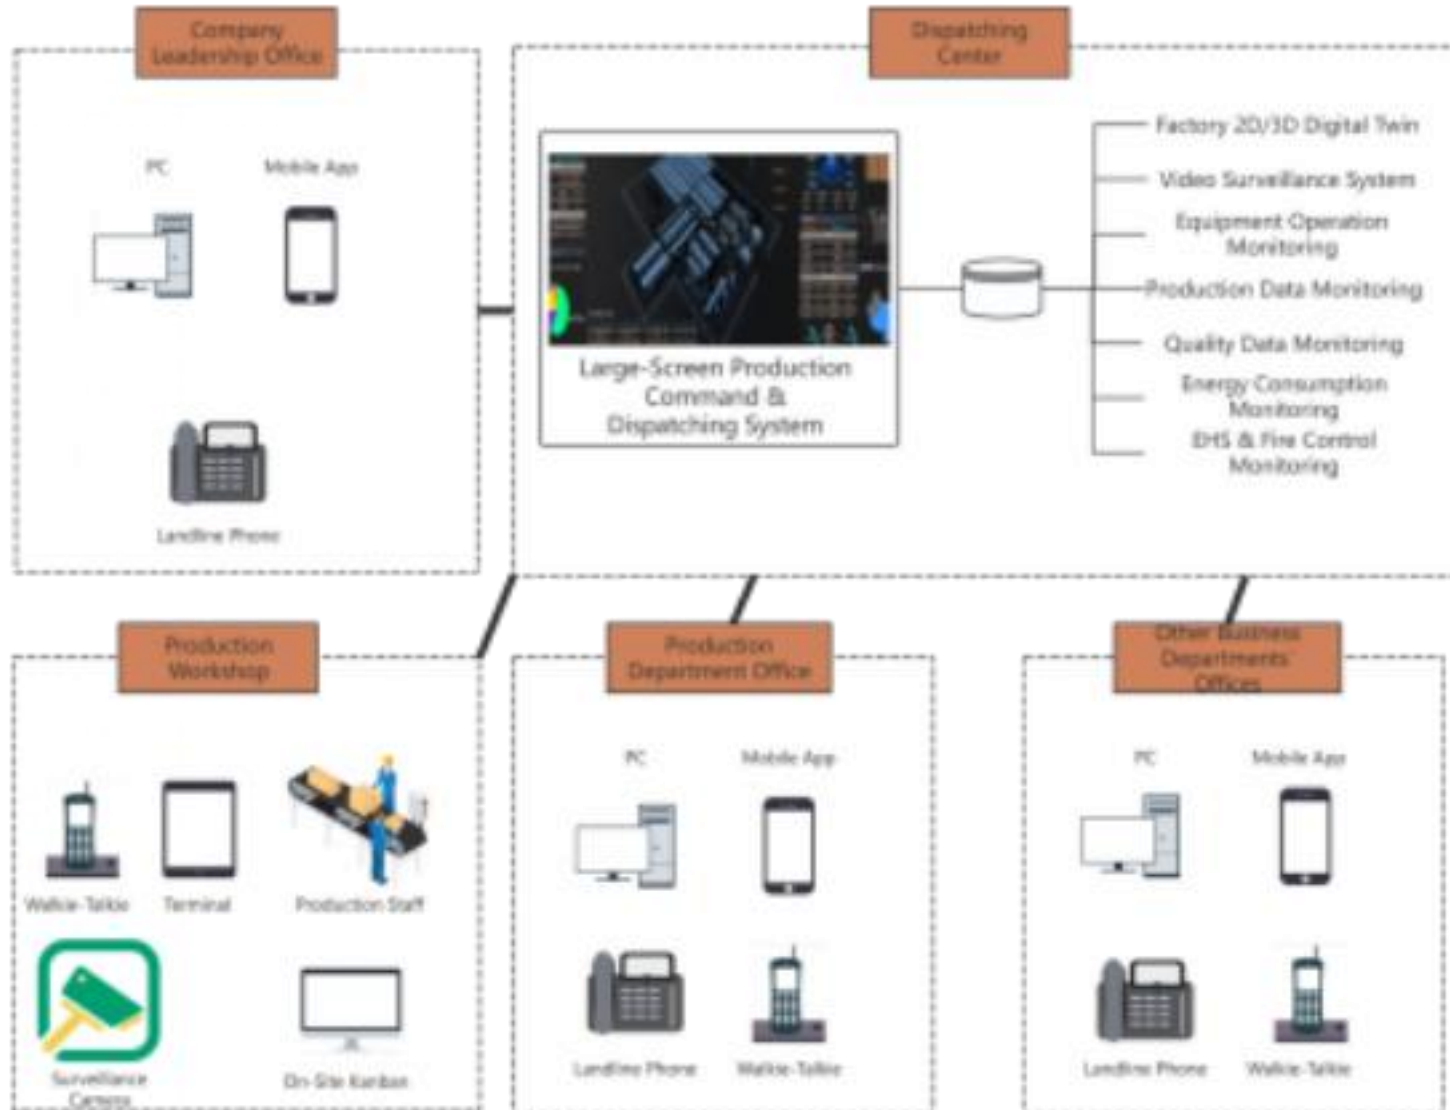 Company
Leadership Office
Dispatching
Center
PC
Mobile App
Landline Phone
Large-Screen Production
Command &
Dispatching System
Factory 2D/3D Digital Twin
Video Surveillance System
Equipment Operation
Monitoring
Production Data Monitoring
Quality Data Monitoring
Energy Consumption
Monitoring
EHS & Fire Control
Monitoring
Production
Workshop
Walkie-Talkie
Terminal
Production Staff
Surveillance
Camera
On-Site Kanban
Production
Department Office
PC
Mobile App
Landline Phone
Walkie-Talkie
Other Business
Departments'
Offices
PC
Mobile App
Landline Phone
Walkie-Talkie